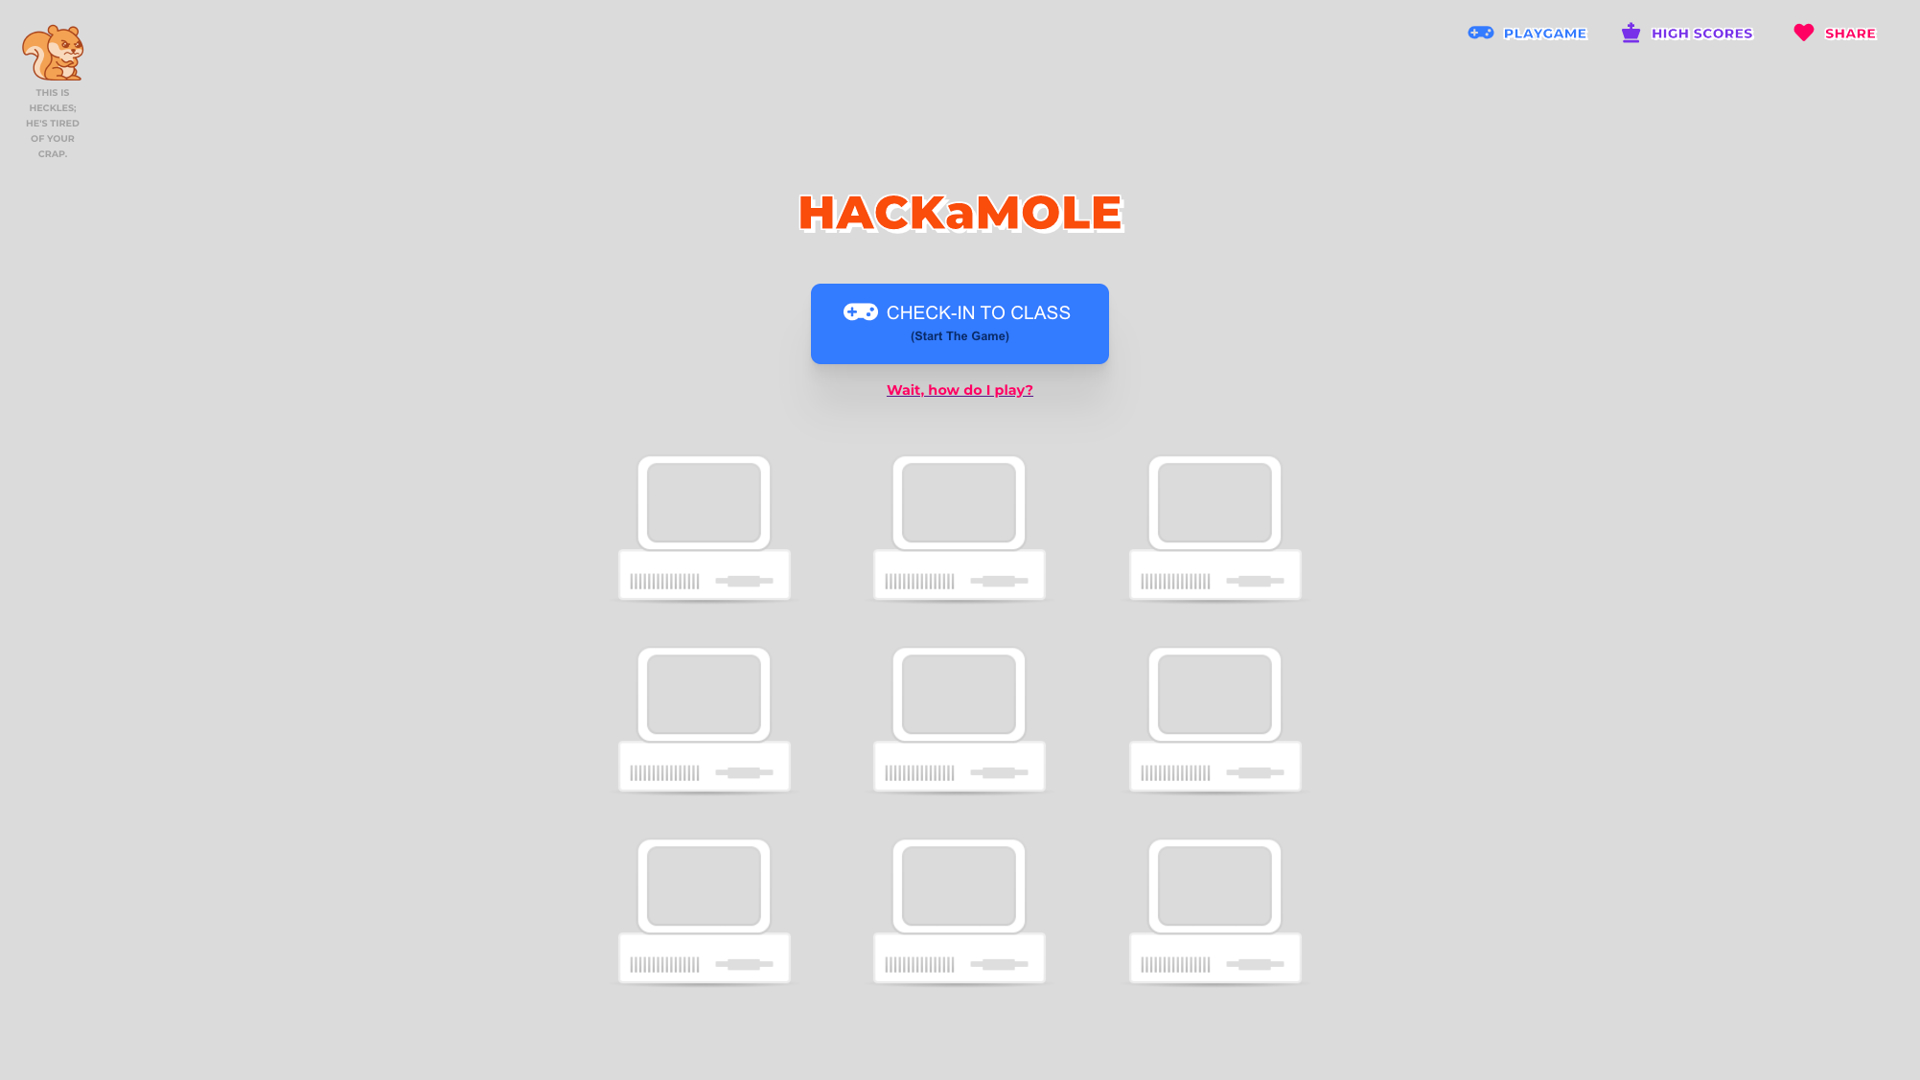 PLAYGAME
HIGH SCORES
SHARE
THIS IS
HECKLES;
HE'S TIRED
OF YOUR
CRAP.
HACKaMOLE
CHECK-IN TO CLASS
(Start The Game)
Wait, how do I play?